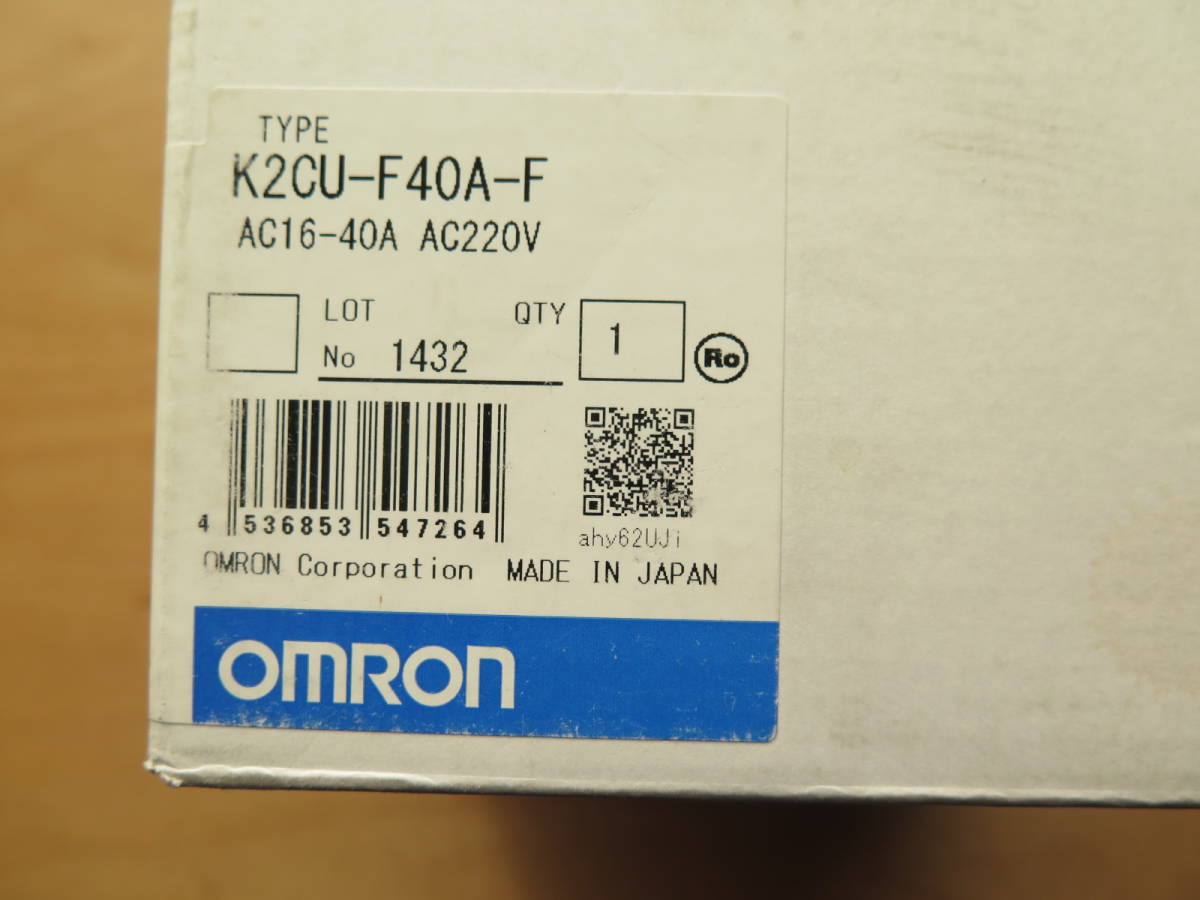 TYPE
K2CU-F40A-F
AC16-40A AC220V
LOT
No 1432
QTY
1
Ro
4 536853 547264
ahy62UJi
OMRON Corporation MADE IN JAPAN
OMRON